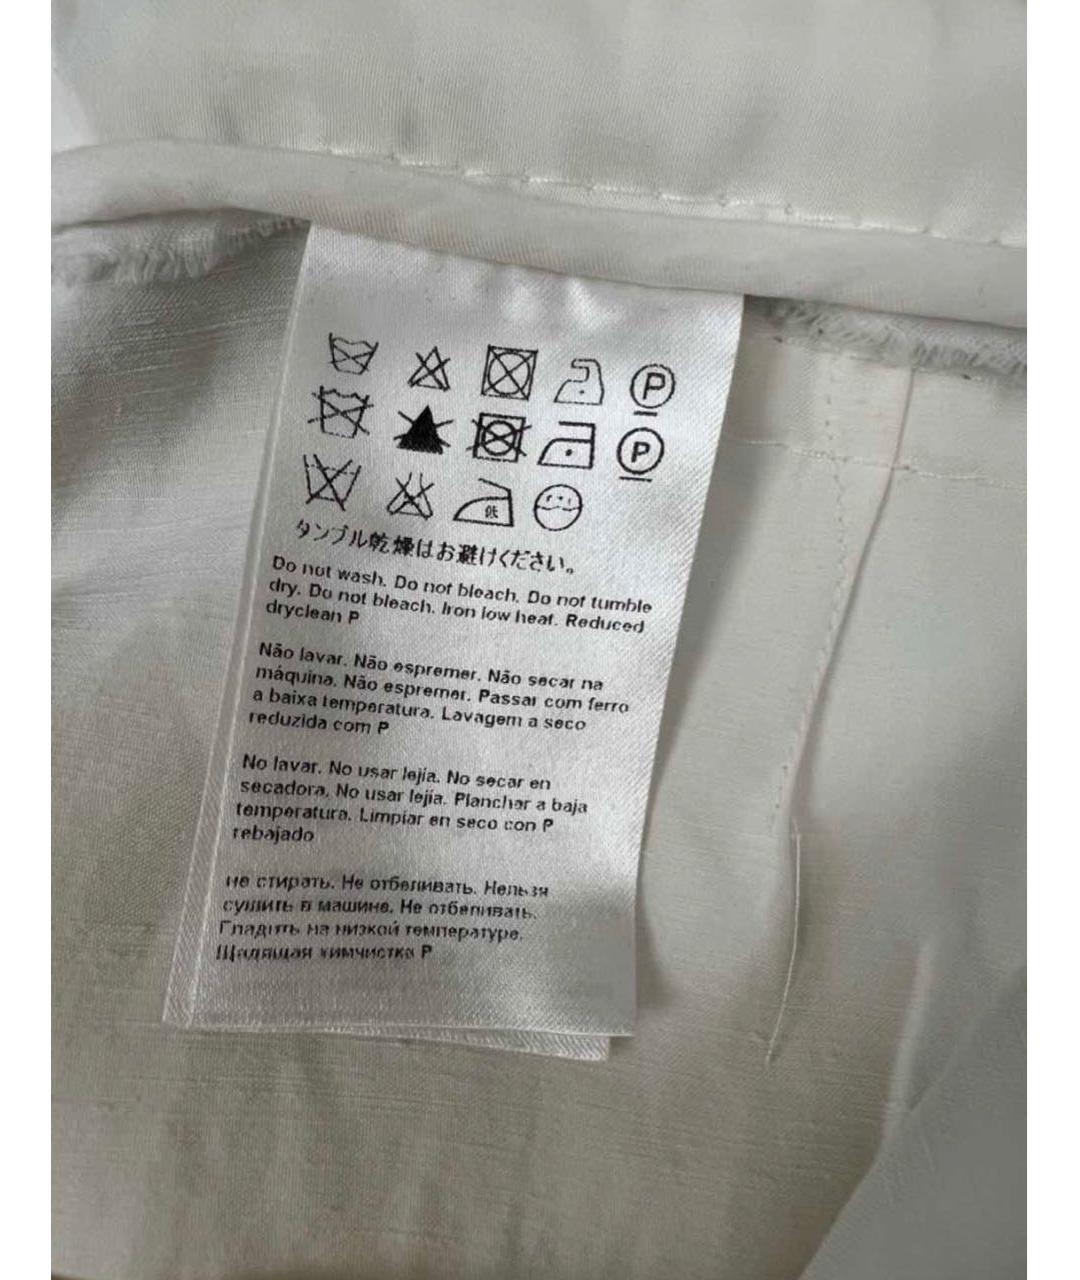 P
P
低
タンブル乾燥はお避けください。
Do not wash. Do not bleach. Do not tumble
dry. Do not bleach. Iron low heat. Reduced
dryclean P
Não lavar. Não espremer. Não secar na
máquina. Não espremer. Passar com ferro
a baixa temperatura. Lavagem a seco
reduzida com P
No lavar. No usar lejía. No secar en
secadora. No usar lejía. Planchar a baja
temperatura. Limpiar en seco con P
rebajado
не стирать. Не отбеливать. Нельзя
сушить в машине. Не отбеливать.
Гладить на низкой температуре.
Щадящая химчистка P